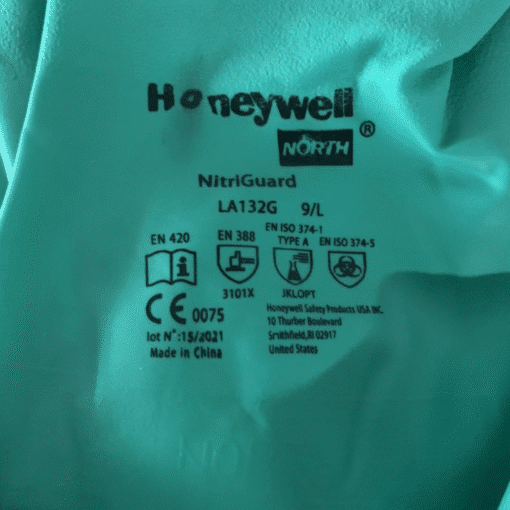 Honeywell
NORTH ®
NitriGuard
LA132G 9/L
EN 420 EN 388 EN ISO 374-1 TYPE A EN ISO 374-5
i
3101X JKLOPT
CE 0075
Honeywell Safety Products USA INC.
10 Thurber Boulevard
Smithfield,RI 02917
United States
lot N°:15/2021
Made in China
NO